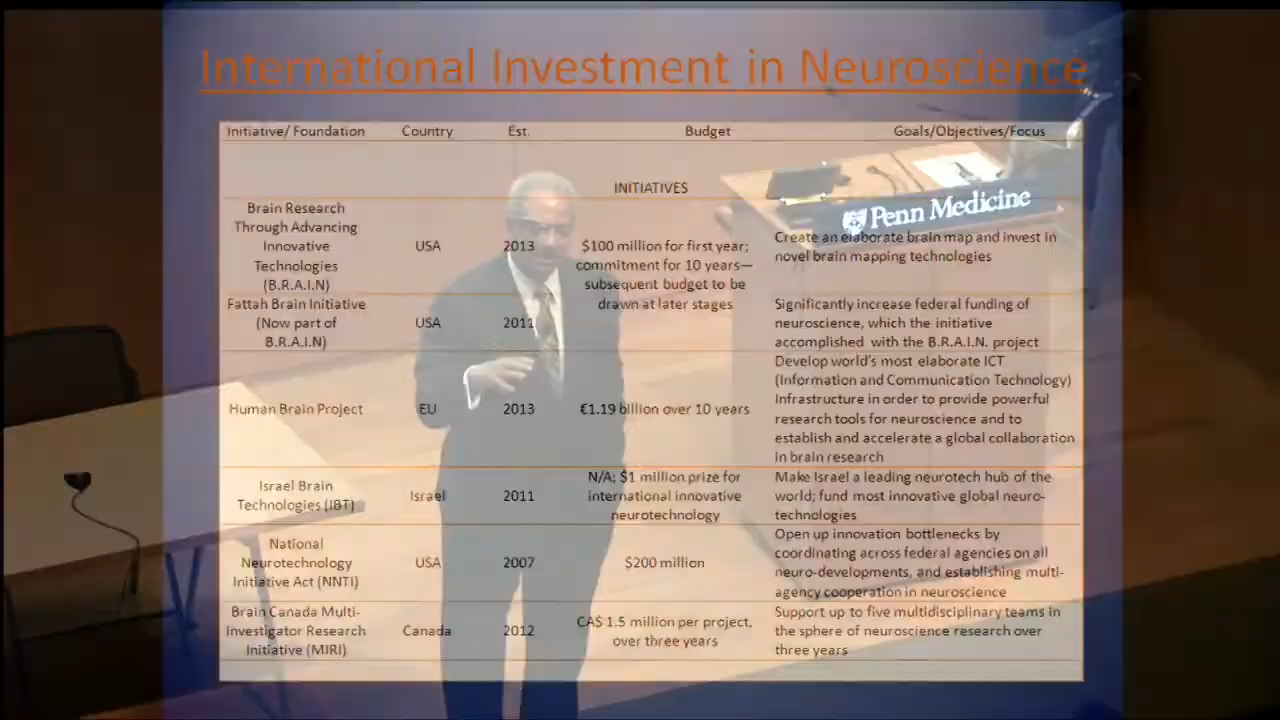 International Investment in Neuroscience
Initiative/ Foundation Country Est. Budget Goals/Objectives/Focus
INITIATIVES
Brain Research
Through Advancing
Innovative
Technologies
(B.R.A.I.N)
USA
2013
$100 million for first year;
commitment for 10 years—
subsequent budget to be
drawn at later stages
Create an elaborate brain map and invest in
novel brain mapping technologies
Fattah Brain Initiative
(Now part of
B.R.A.I.N)
USA
2011
Significantly increase federal funding of
neuroscience, which the initiative
accomplished with the B.R.A.I.N. project
Human Brain Project
EU
2013
€1.19 billion over 10 years
Develop world's most elaborate ICT
(Information and Communication Technology)
Infrastructure in order to provide powerful
research tools for neuroscience and to
establish and accelerate a global collaboration
in brain research
Israel Brain
Technologies (IBT)
Israel
2011
N/A; $1 million prize for
international innovative
neurotechnology
Make Israel a leading neurotech hub of the
world; fund most innovative global neuro-
technologies
National
Neurotechnology
Initiative Act (NNTI)
USA
2007
$200 million
Open up innovation bottlenecks by
coordinating across federal agencies on all
neuro-developments, and establishing multi-
agency cooperation in neuroscience
Brain Canada Multi-
Investigator Research
Initiative (MIRI)
Canada
2012
CA$ 1.5 million per project,
over three years
Support up to five multidisciplinary teams in
the sphere of neuroscience research over
three years
Penn Medicine